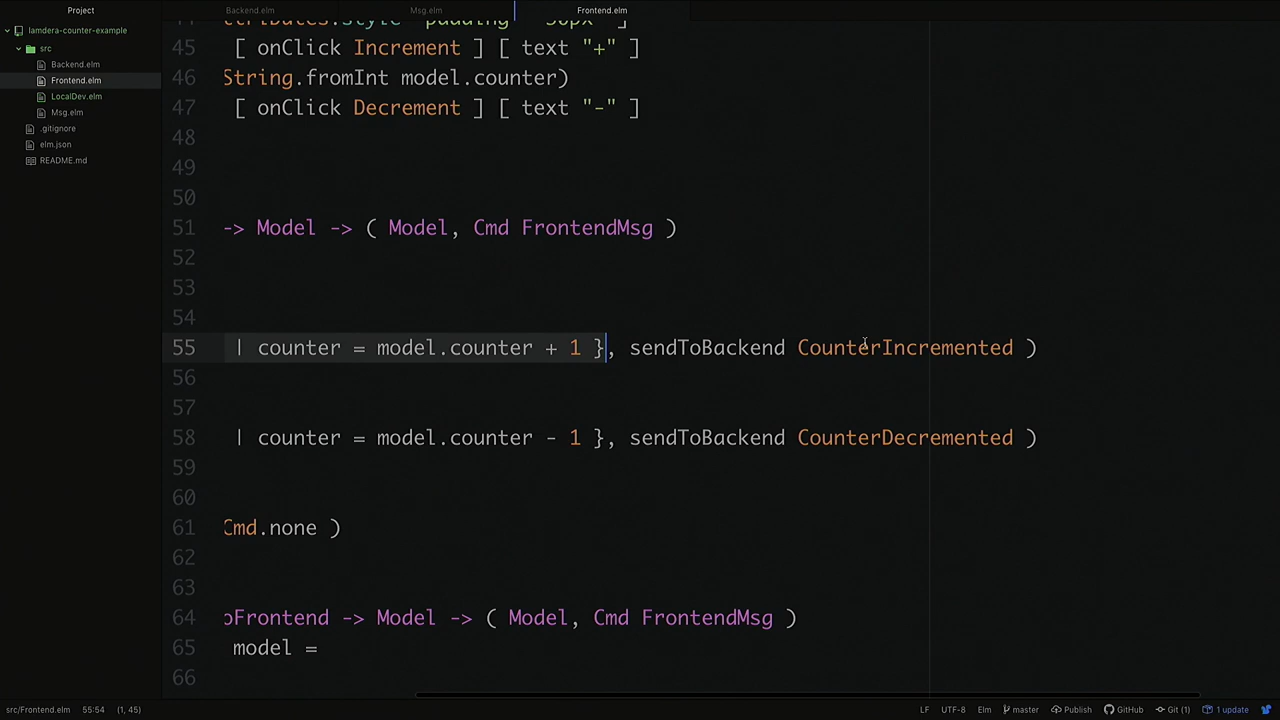 Project
Backend.elm
Msg.elm
Frontend.elm
lamdera-counter-example
src
Backend.elm
Frontend.elm
LocalDev.elm
Msg.elm
.gitignore
elm.json
README.md
45 [ onClick Increment ] [ text "+" ]
46 String.fromInt model.counter)
47 [ onClick Decrement ] [ text "-" ]
48
49
50
51 -> Model -> ( Model, Cmd FrontendMsg )
52
53
54
55 | counter = model.counter + 1 }, sendToBackend CounterIncremented )
56
57
58 | counter = model.counter - 1 }, sendToBackend CounterDecremented )
59
60
61 Cmd.none )
62
63
64 oFrontend -> Model -> ( Model, Cmd FrontendMsg )
65 model =
66
src/Frontend.elm 55:54 (1, 45) LF UTF-8 Elm master Publish GitHub Git (1) 1 update